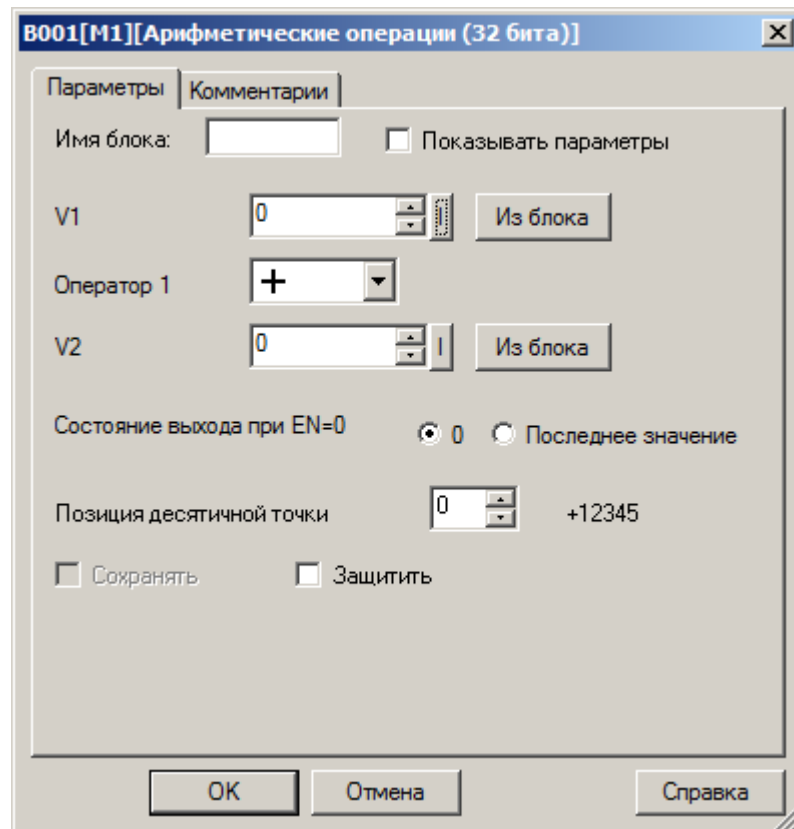 B001[M1][Арифметические операции (32 бита)]
Параметры Комментарии
Имя блока: Показывать параметры
V1 0 I Из блока
Оператор 1 +
V2 0 I Из блока
Состояние выхода при EN=0 0 Последнее значение
Позиция десятичной точки 0 +12345
Сохранять Защитить
OK Отмена Справка